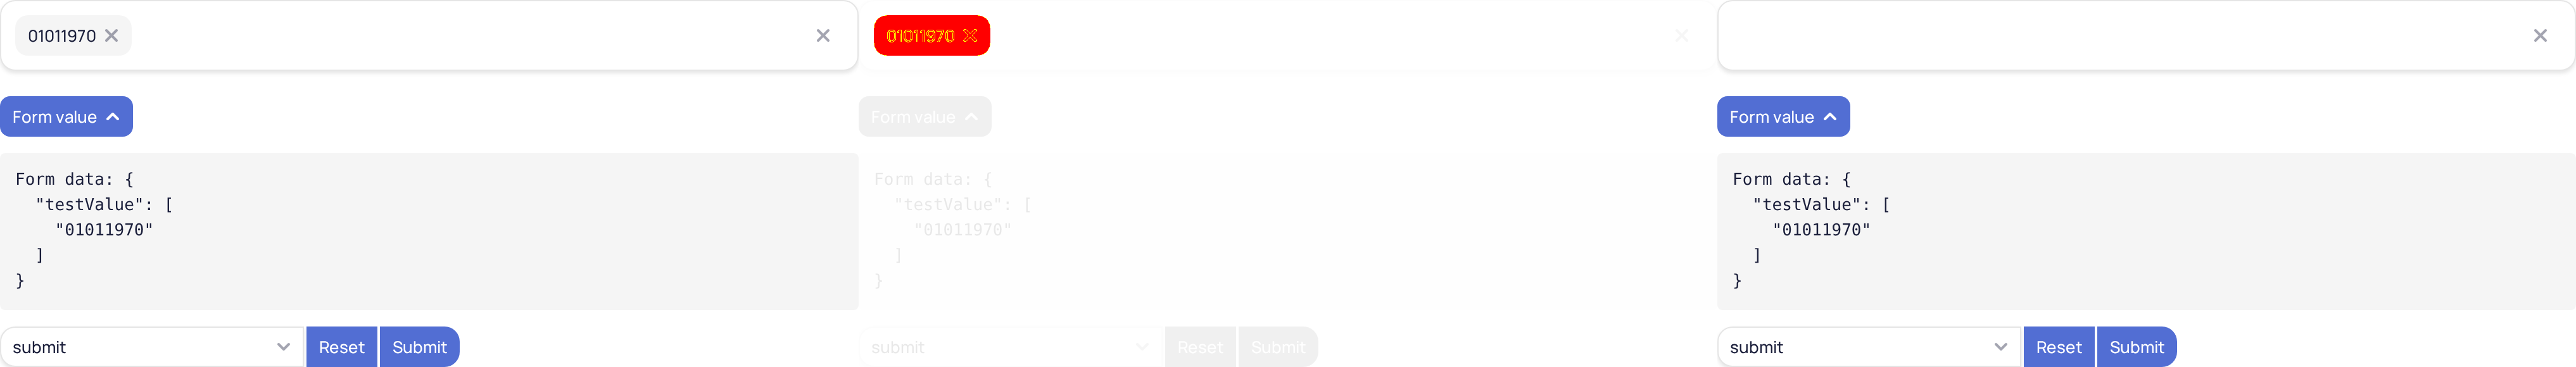 01011970
Form value
Form data: {
  "testValue": [
    "01011970"
  ]
}
submit
Reset
Submit
01011970
Form value
Form data: {
  "testValue": [
    "01011970"
  ]
}
submit
Reset
Submit
Form value
Form data: {
  "testValue": [
    "01011970"
  ]
}
submit
Reset
Submit